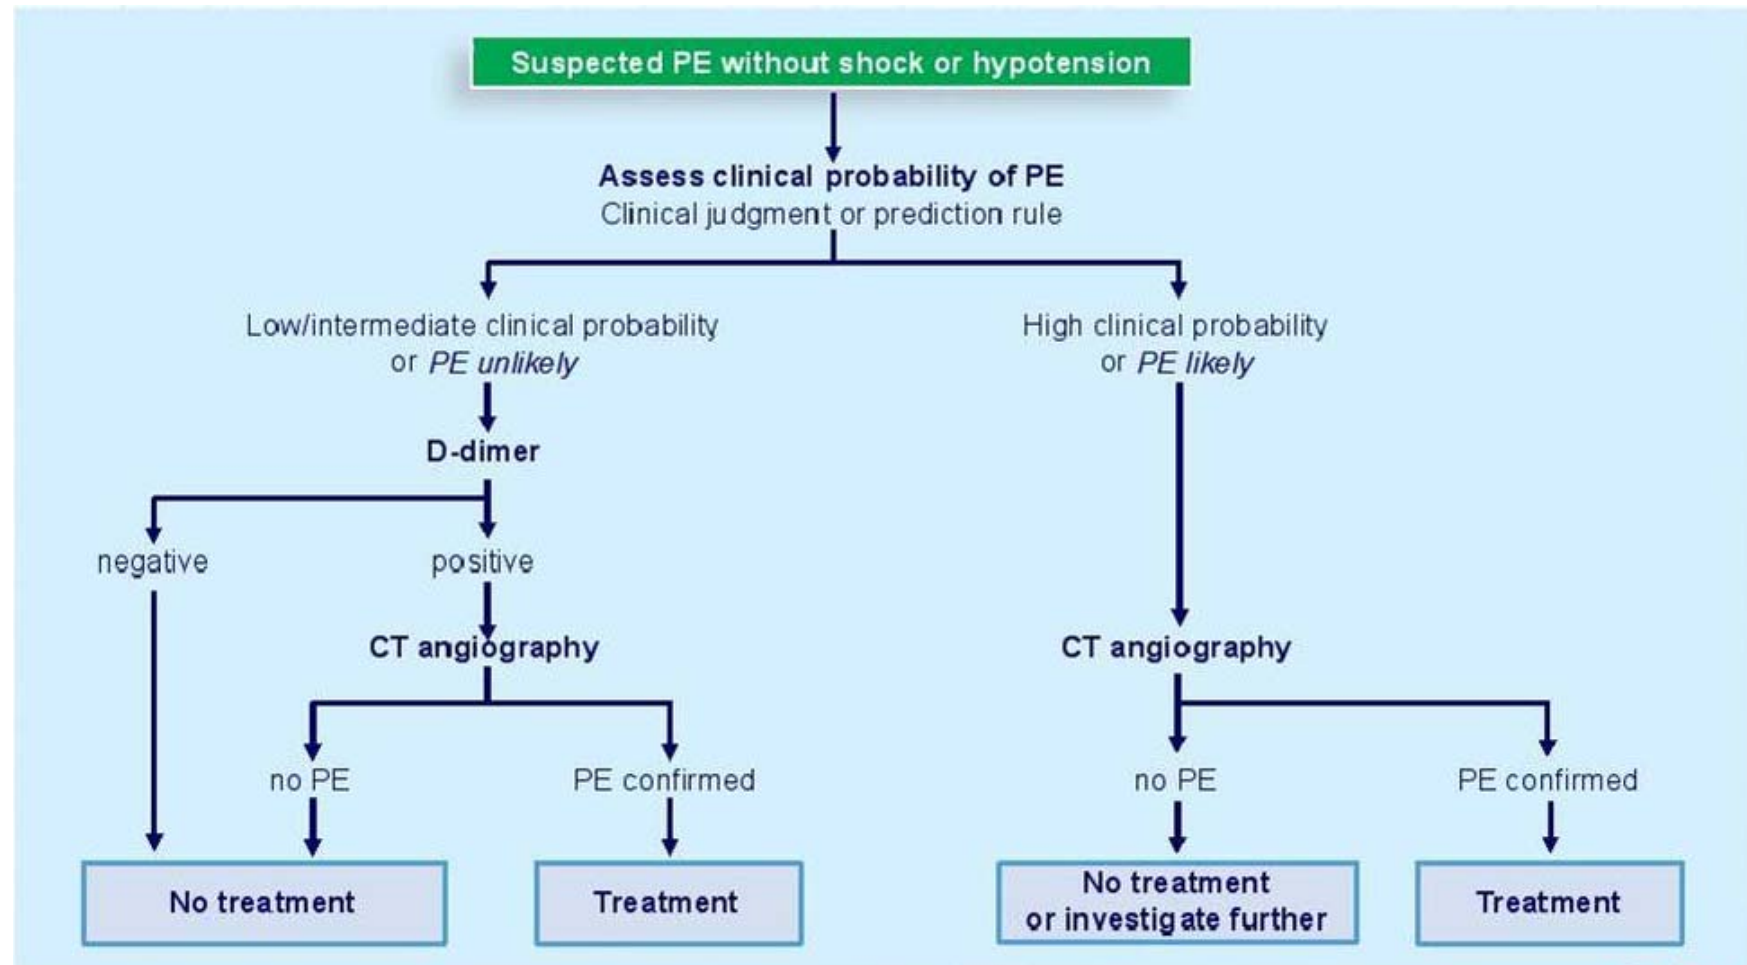 Suspected PE without shock or hypotension
Assess clinical probability of PE
Clinical judgment or prediction rule
Low/intermediate clinical probability
or PE unlikely
High clinical probability
or PE likely
D-dimer
negative
positive
CT angiography
CT angiography
no PE
PE confirmed
no PE
PE confirmed
No treatment
Treatment
No treatment
or investigate further
Treatment